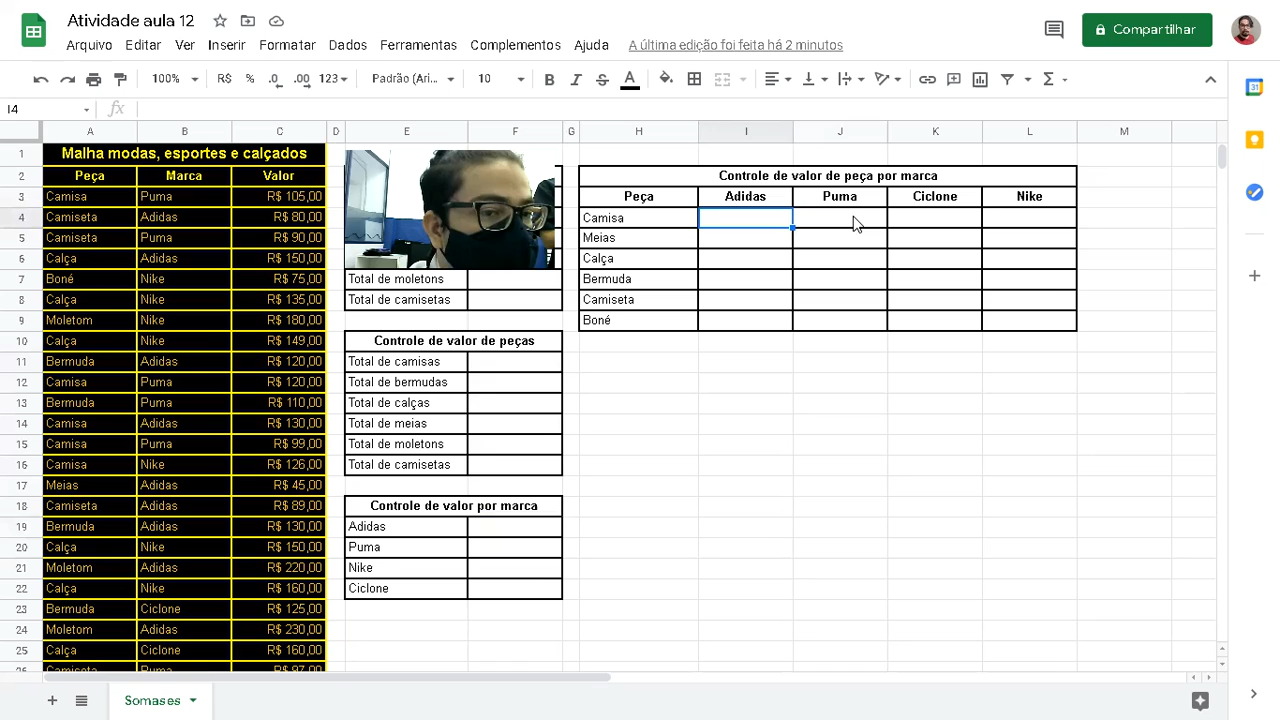 Atividade aula 12
Arquivo Editar Ver Inserir Formatar Dados Ferramentas Complementos Ajuda A última edição foi feita há 2 minutos
Compartilhar
100% R$ % .0 .00 123 Padrão (Ari... 10 B I S A Σ
I4 fx
A B C D E F G H I J K L M
1 Malha modas, esportes e calçados
2 Peça Marca Valor Controle de valor de peça por marca
3 Camisa Puma R$ 105,00 Peça Adidas Puma Ciclone Nike
4 Camiseta Adidas R$ 80,00 Camisa
5 Camiseta Puma R$ 90,00 Meias
6 Calça Adidas R$ 150,00 Calça
7 Boné Nike R$ 75,00 Total de moletons Bermuda
8 Calça Nike R$ 135,00 Total de camisetas Camiseta
9 Moletom Nike R$ 180,00 Boné
10 Calça Nike R$ 149,00 Controle de valor de peças
11 Bermuda Adidas R$ 120,00 Total de camisas
12 Camisa Puma R$ 120,00 Total de bermudas
13 Bermuda Puma R$ 110,00 Total de calças
14 Camisa Adidas R$ 130,00 Total de meias
15 Camisa Puma R$ 99,00 Total de moletons
16 Camisa Nike R$ 126,00 Total de camisetas
17 Meias Adidas R$ 45,00
18 Camiseta Adidas R$ 89,00 Controle de valor por marca
19 Bermuda Adidas R$ 130,00 Adidas
20 Calça Nike R$ 150,00 Puma
21 Moletom Adidas R$ 220,00 Nike
22 Calça Nike R$ 160,00 Ciclone
23 Bermuda Ciclone R$ 125,00
24 Moletom Adidas R$ 230,00
25 Calça Ciclone R$ 160,00
26 Camiseta Puma R$ 97,00
Somases
31